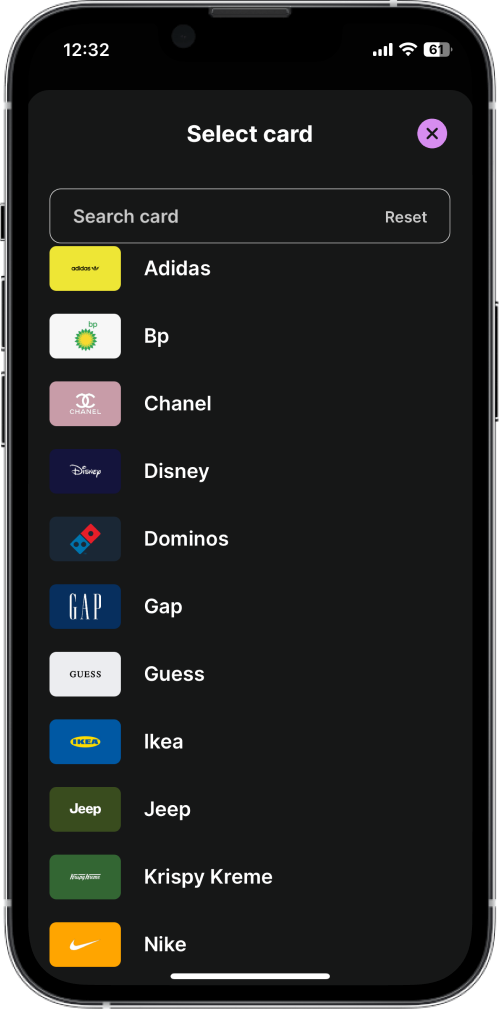 12:32
61
Select card
Search card
Reset
adidas
Adidas
bp
Bp
CHANEL
Chanel
Disney
Disney
Dominos
GAP
Gap
GUESS
Guess
IKEA
Ikea
Jeep
Jeep
Krispy Kreme
Krispy Kreme
Nike